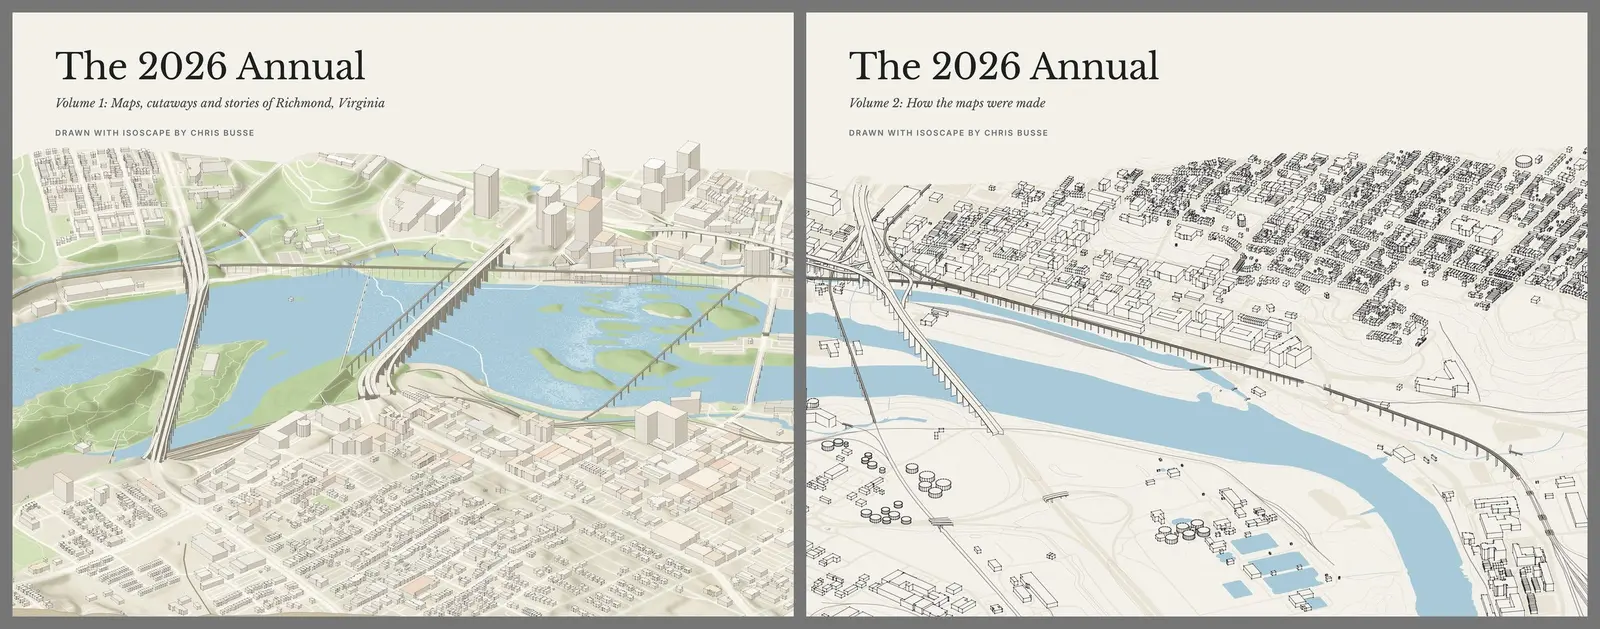 The 2026 Annual
Volume 1: Maps, cutaways and stories of Richmond, Virginia
DRAWN WITH ISOSCAPE BY CHRIS BUSSE
The 2026 Annual
Volume 2: How the maps were made
DRAWN WITH ISOSCAPE BY CHRIS BUSSE